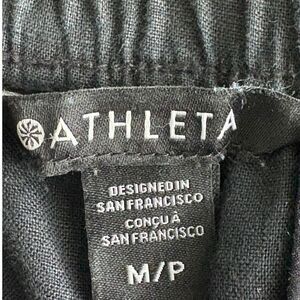 ATHLETA
DESIGNED IN
SAN FRANCISCO
CONÇU À
SAN FRANCISCO
M/P